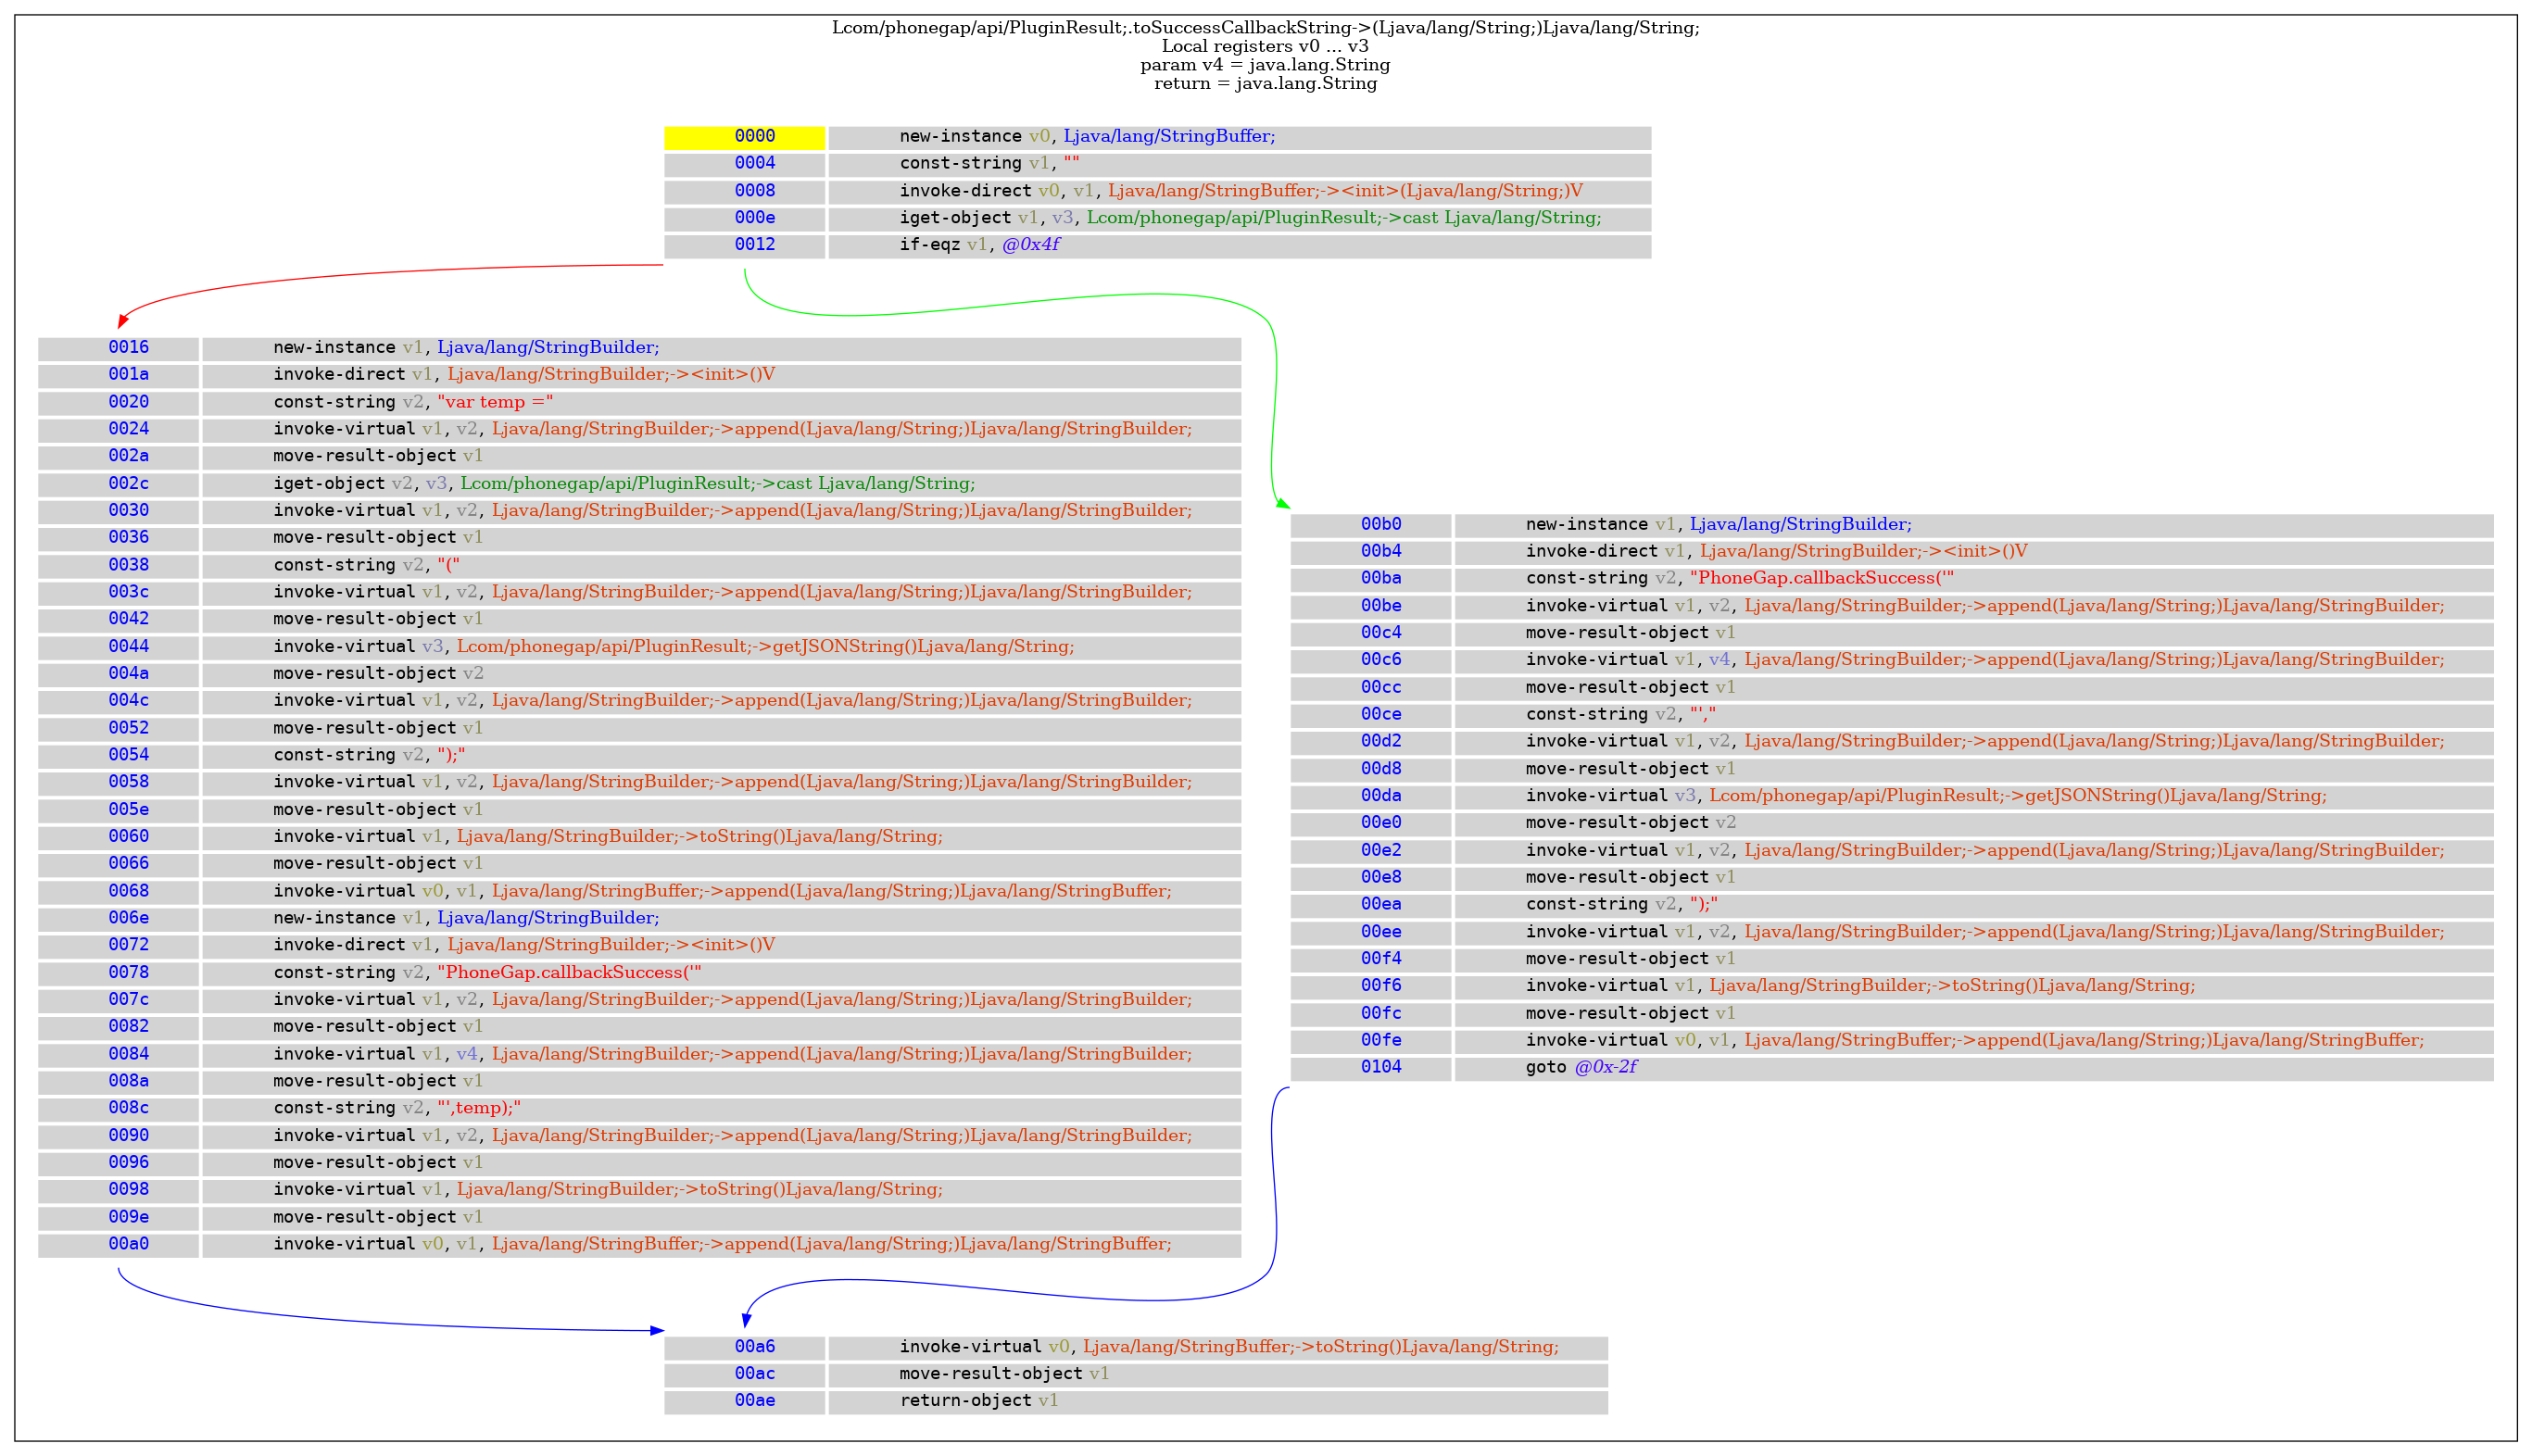 Lcom/phonegap/api/PluginResult;.toSuccessCallbackString->(Ljava/lang/String;)Ljava/lang/String;
Local registers v0 ... v3
param v4 = java.lang.String
return = java.lang.String
0000 new-instance v0, Ljava/lang/StringBuffer;
0004 const-string v1, ""
0008 invoke-direct v0, v1, Ljava/lang/StringBuffer;-><init>(Ljava/lang/String;)V
000e iget-object v1, v3, Lcom/phonegap/api/PluginResult;->cast Ljava/lang/String;
0012 if-eqz v1, @0x4f
0016 new-instance v1, Ljava/lang/StringBuilder;
001a invoke-direct v1, Ljava/lang/StringBuilder;-><init>()V
0020 const-string v2, "var temp ="
0024 invoke-virtual v1, v2, Ljava/lang/StringBuilder;->append(Ljava/lang/String;)Ljava/lang/StringBuilder;
002a move-result-object v1
002c iget-object v2, v3, Lcom/phonegap/api/PluginResult;->cast Ljava/lang/String;
0030 invoke-virtual v1, v2, Ljava/lang/StringBuilder;->append(Ljava/lang/String;)Ljava/lang/StringBuilder;
0036 move-result-object v1
0038 const-string v2, "("
003c invoke-virtual v1, v2, Ljava/lang/StringBuilder;->append(Ljava/lang/String;)Ljava/lang/StringBuilder;
0042 move-result-object v1
0044 invoke-virtual v3, Lcom/phonegap/api/PluginResult;->getJSONString()Ljava/lang/String;
004a move-result-object v2
004c invoke-virtual v1, v2, Ljava/lang/StringBuilder;->append(Ljava/lang/String;)Ljava/lang/StringBuilder;
0052 move-result-object v1
0054 const-string v2, ");"
0058 invoke-virtual v1, v2, Ljava/lang/StringBuilder;->append(Ljava/lang/String;)Ljava/lang/StringBuilder;
005e move-result-object v1
0060 invoke-virtual v1, Ljava/lang/StringBuilder;->toString()Ljava/lang/String;
0066 move-result-object v1
0068 invoke-virtual v0, v1, Ljava/lang/StringBuffer;->append(Ljava/lang/String;)Ljava/lang/StringBuffer;
006e new-instance v1, Ljava/lang/StringBuilder;
0072 invoke-direct v1, Ljava/lang/StringBuilder;-><init>()V
0078 const-string v2, "PhoneGap.callbackSuccess('"
007c invoke-virtual v1, v2, Ljava/lang/StringBuilder;->append(Ljava/lang/String;)Ljava/lang/StringBuilder;
0082 move-result-object v1
0084 invoke-virtual v1, v4, Ljava/lang/StringBuilder;->append(Ljava/lang/String;)Ljava/lang/StringBuilder;
008a move-result-object v1
008c const-string v2, "',temp);"
0090 invoke-virtual v1, v2, Ljava/lang/StringBuilder;->append(Ljava/lang/String;)Ljava/lang/StringBuilder;
0096 move-result-object v1
0098 invoke-virtual v1, Ljava/lang/StringBuilder;->toString()Ljava/lang/String;
009e move-result-object v1
00a0 invoke-virtual v0, v1, Ljava/lang/StringBuffer;->append(Ljava/lang/String;)Ljava/lang/StringBuffer;
00b0 new-instance v1, Ljava/lang/StringBuilder;
00b4 invoke-direct v1, Ljava/lang/StringBuilder;-><init>()V
00ba const-string v2, "PhoneGap.callbackSuccess('"
00be invoke-virtual v1, v2, Ljava/lang/StringBuilder;->append(Ljava/lang/String;)Ljava/lang/StringBuilder;
00c4 move-result-object v1
00c6 invoke-virtual v1, v4, Ljava/lang/StringBuilder;->append(Ljava/lang/String;)Ljava/lang/StringBuilder;
00cc move-result-object v1
00ce const-string v2, "',"
00d2 invoke-virtual v1, v2, Ljava/lang/StringBuilder;->append(Ljava/lang/String;)Ljava/lang/StringBuilder;
00d8 move-result-object v1
00da invoke-virtual v3, Lcom/phonegap/api/PluginResult;->getJSONString()Ljava/lang/String;
00e0 move-result-object v2
00e2 invoke-virtual v1, v2, Ljava/lang/StringBuilder;->append(Ljava/lang/String;)Ljava/lang/StringBuilder;
00e8 move-result-object v1
00ea const-string v2, ");"
00ee invoke-virtual v1, v2, Ljava/lang/StringBuilder;->append(Ljava/lang/String;)Ljava/lang/StringBuilder;
00f4 move-result-object v1
00f6 invoke-virtual v1, Ljava/lang/StringBuilder;->toString()Ljava/lang/String;
00fc move-result-object v1
00fe invoke-virtual v0, v1, Ljava/lang/StringBuffer;->append(Ljava/lang/String;)Ljava/lang/StringBuffer;
0104 goto @0x-2f
00a6 invoke-virtual v0, Ljava/lang/StringBuffer;->toString()Ljava/lang/String;
00ac move-result-object v1
00ae return-object v1